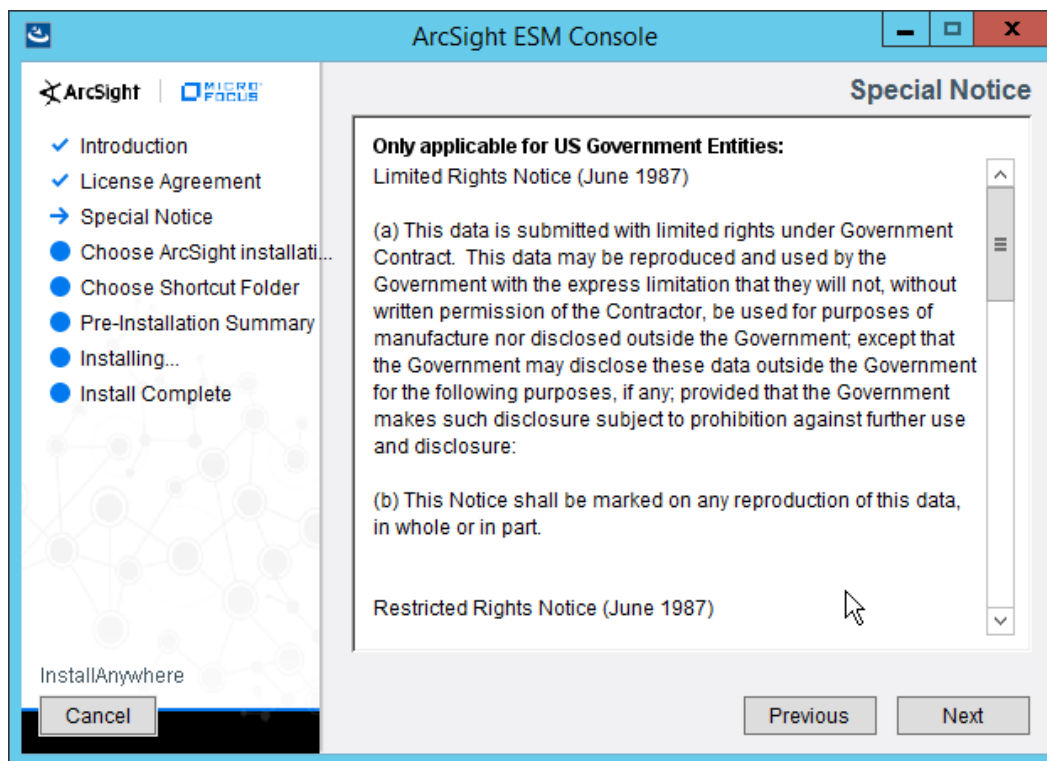 ArcSight ESM Console
ArcSight
MICRO
FOCUS
Special Notice
Introduction
License Agreement
Special Notice
Choose ArcSight installati...
Choose Shortcut Folder
Pre-Installation Summary
Installing...
Install Complete
Only applicable for US Government Entities:
Limited Rights Notice (June 1987)
(a) This data is submitted with limited rights under Government
Contract.  This data may be reproduced and used by the
Government with the express limitation that they will not, without
written permission of the Contractor, be used for purposes of
manufacture nor disclosed outside the Government; except that
the Government may disclose these data outside the Government
for the following purposes, if any; provided that the Government
makes such disclosure subject to prohibition against further use
and disclosure:
(b) This Notice shall be marked on any reproduction of this data,
in whole or in part.
Restricted Rights Notice (June 1987)
InstallAnywhere
Cancel
Previous
Next